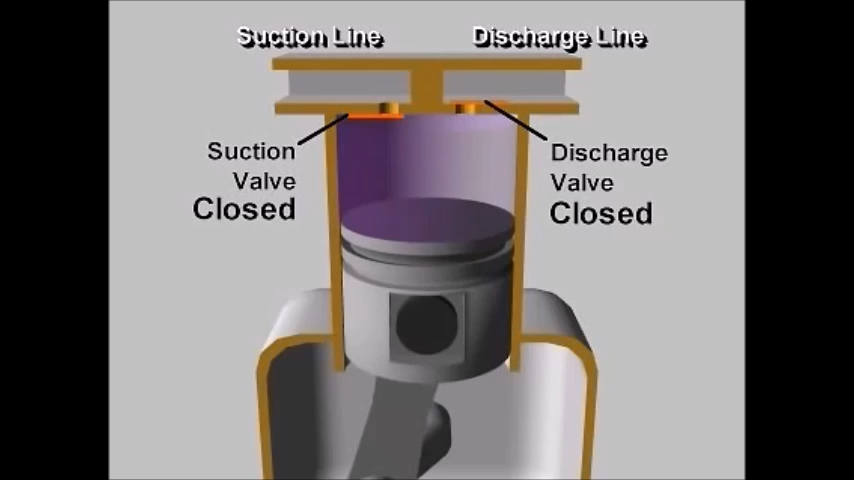 Suction Line
Discharge Line
Suction
Valve
Closed
Discharge
Valve
Closed